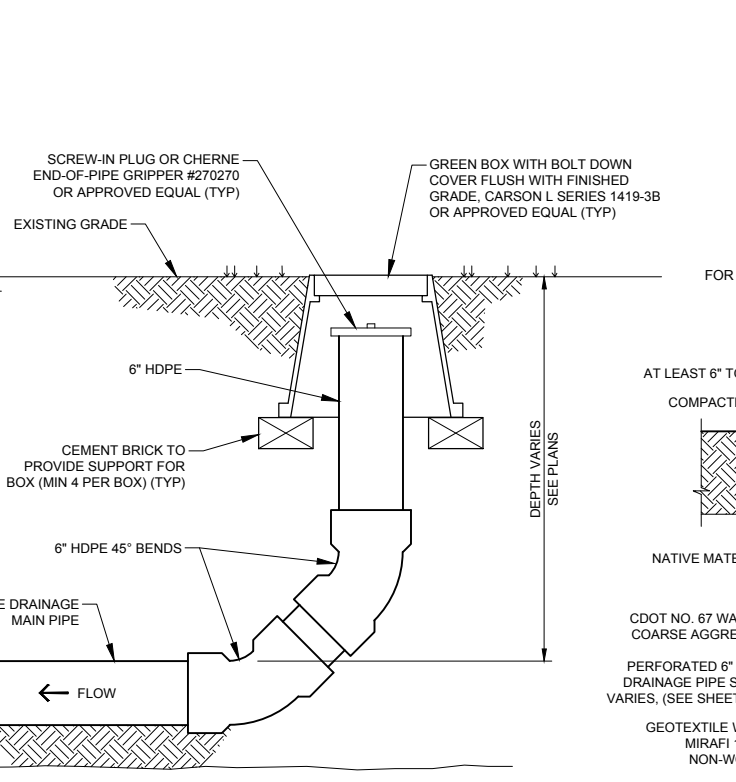 SCREW-IN PLUG OR CHERNE
END-OF-PIPE GRIPPER #270270
OR APPROVED EQUAL (TYP)
GREEN BOX WITH BOLT DOWN
COVER FLUSH WITH FINISHED
GRADE, CARSON L SERIES 1419-3B
OR APPROVED EQUAL (TYP)
EXISTING GRADE
6" HDPE
CEMENT BRICK TO
PROVIDE SUPPORT FOR
BOX (MIN 4 PER BOX) (TYP)
DEPTH VARIES
SEE PLANS
6" HDPE 45° BENDS
E DRAINAGE
MAIN PIPE
FLOW
FOR
AT LEAST 6" TO
COMPACTI
NATIVE MATE
CDOT NO. 67 WA
COARSE AGGRE
PERFORATED 6"
DRAINAGE PIPE S
VARIES, (SEE SHEET
GEOTEXTILE W
MIRAFI 1
NON-WO